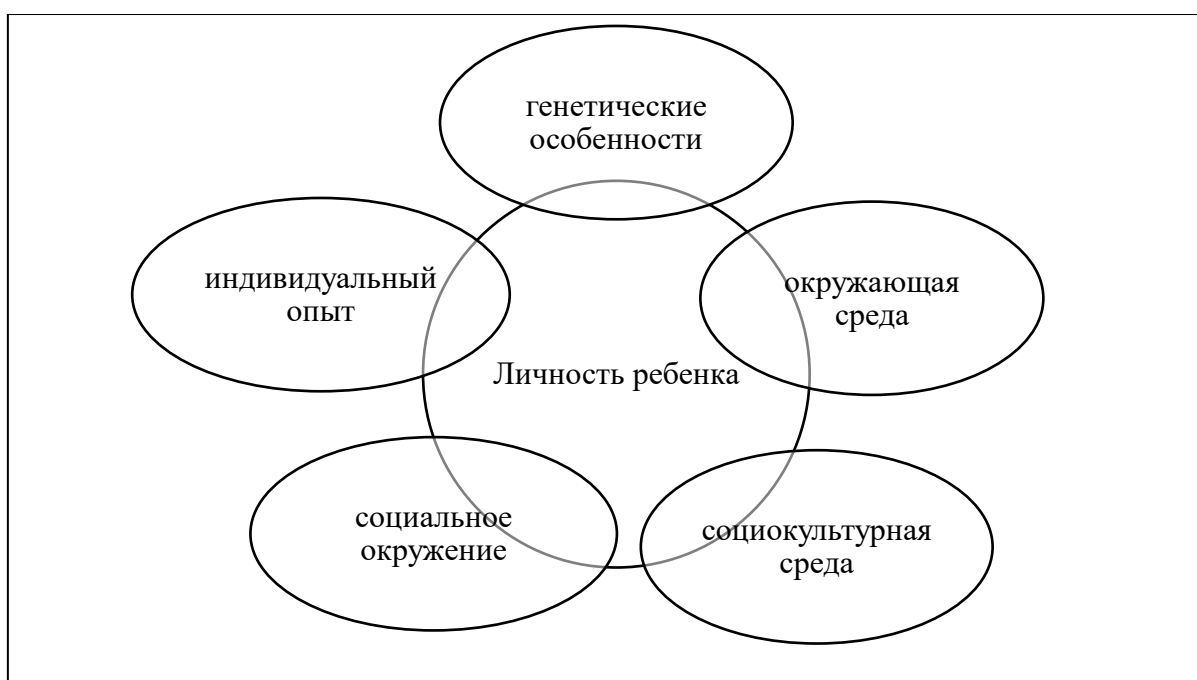 генетические
особенности
индивидуальный
опыт
окружающая
среда
Личность ребенка
социальное
окружение
социокультурная
среда